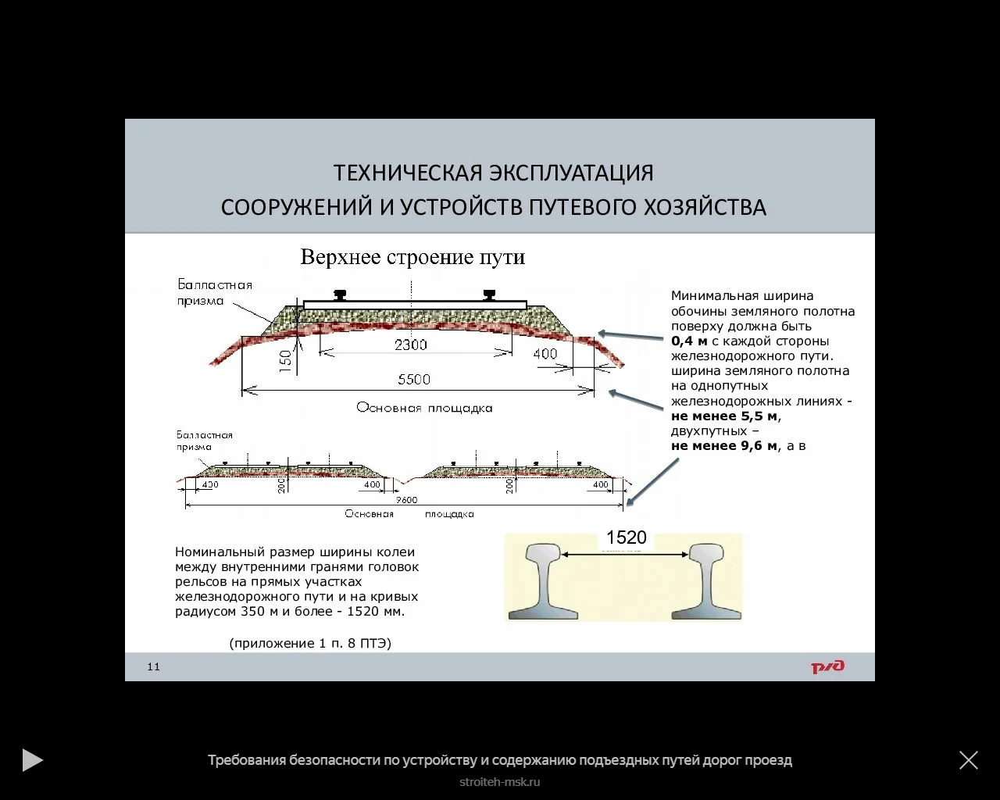 ТЕХНИЧЕСКАЯ ЭКСПЛУАТАЦИЯ
СООРУЖЕНИЙ И УСТРОЙСТВ ПУТЕВОГО ХОЗЯЙСТВА
Верхнее строение пути
Балластная
призма
2300
150
400
5500
Основная площадка
Минимальная ширина
обочины земляного полотна
поверху должна быть
0,4 м с каждой стороны
железнодорожного пути.
ширина земляного полотна
на однопутных
железнодорожных линиях -
не менее 5,5 м,
двухпутных –
не менее 9,6 м, а в
Балластная
призма
400
200
400
200
400
9600
Основная площадка
Номинальный размер ширины колеи
между внутренними гранями головок
рельсов на прямых участках
железнодорожного пути и на кривых
радиусом 350 м и более - 1520 мм.
(приложение 1 п. 8 ПТЭ)
1520
11
ржд
Требования безопасности по устройству и содержанию подъездных путей дорог проезд
stroiteh-msk.ru